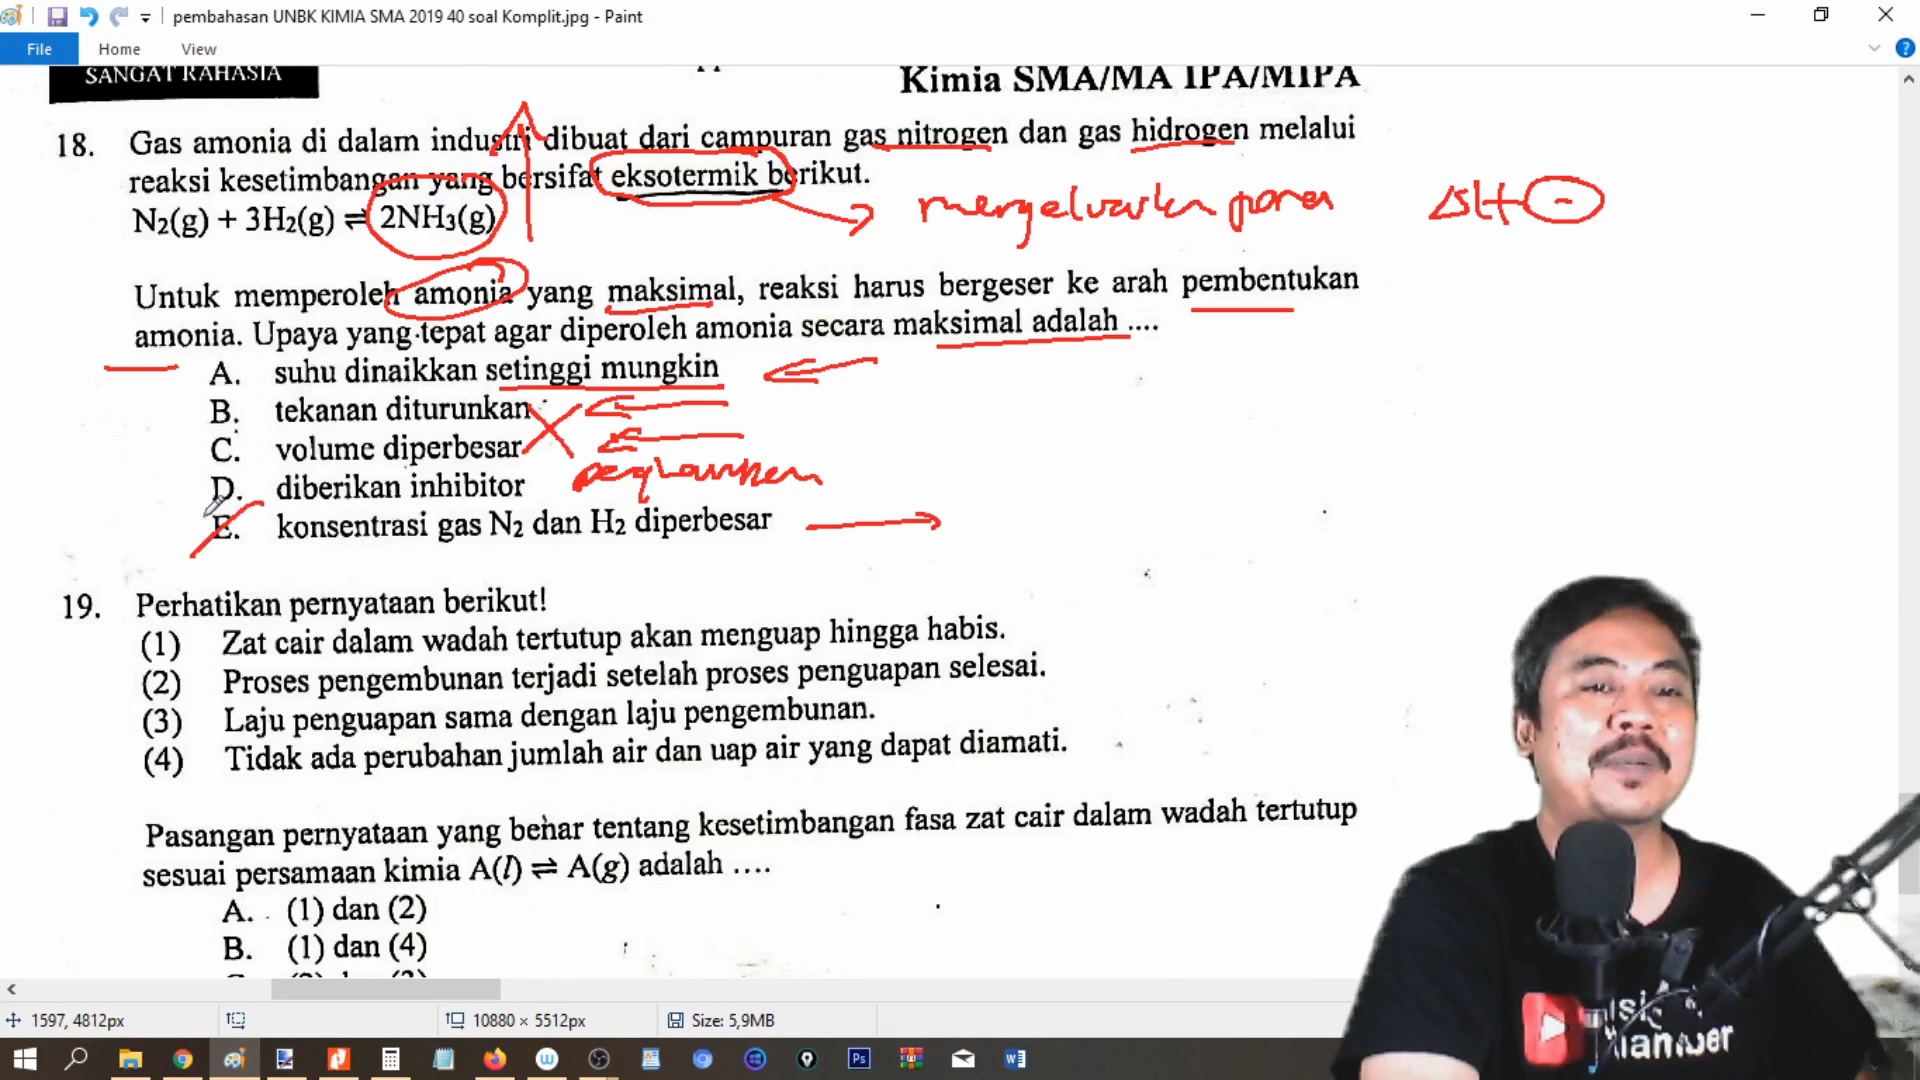 pembahasan UNBK KIMIA SMA 2019 40 soal Komplit.jpg - Paint
File Home View
SANGAT RAHASIA
Kimia SMA/MA IPA/MIPA
18. Gas amonia di dalam industri dibuat dari campuran gas nitrogen dan gas hidrogen melalui
reaksi kesetimbangan yang bersifat eksotermik berikut.
N2(g) + 3H2(g) ⇌ 2NH3(g)
mengeluarkan panas ΔH -
Untuk memperoleh amonia yang maksimal, reaksi harus bergeser ke arah pembentukan
amonia. Upaya yang tepat agar diperoleh amonia secara maksimal adalah ....
A. suhu dinaikkan setinggi mungkin
B. tekanan diturunkan
C. volume diperbesar
D. diberikan inhibitor
E. konsentrasi gas N2 dan H2 diperbesar
19. Perhatikan pernyataan berikut!
(1) Zat cair dalam wadah tertutup akan menguap hingga habis.
(2) Proses pengembunan terjadi setelah proses penguapan selesai.
(3) Laju penguapan sama dengan laju pengembunan.
(4) Tidak ada perubahan jumlah air dan uap air yang dapat diamati.
Pasangan pernyataan yang benar tentang kesetimbangan fasa zat cair dalam wadah tertutup
sesuai persamaan kimia A(l) ⇌ A(g) adalah ....
A. (1) dan (2)
B. (1) dan (4)
1597, 4812px
10880 × 5512px
Size: 5,9MB